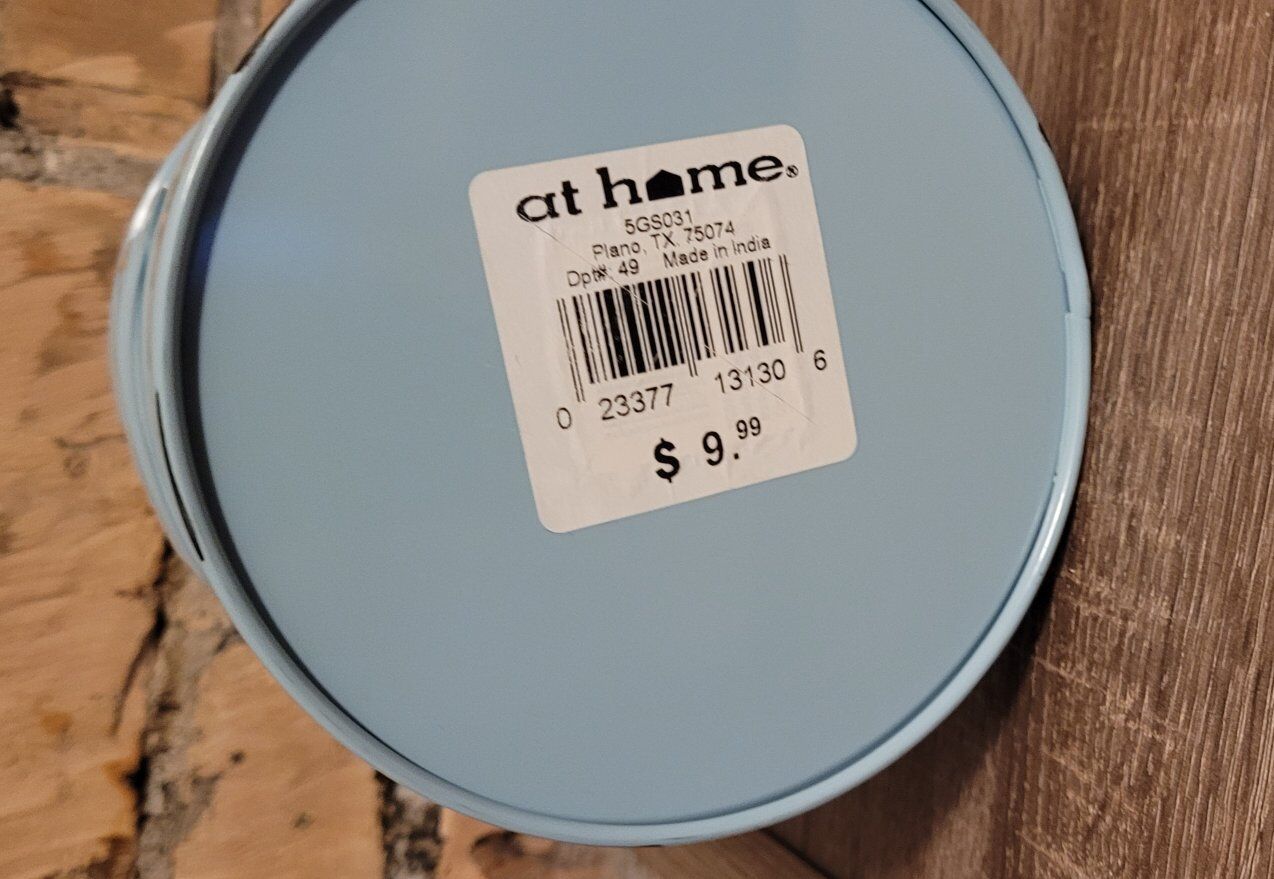 at home®
5GS031
Plano, TX. 75074
Dpt#: 49 Made in India
0 23377 13130 6
$ 9.99